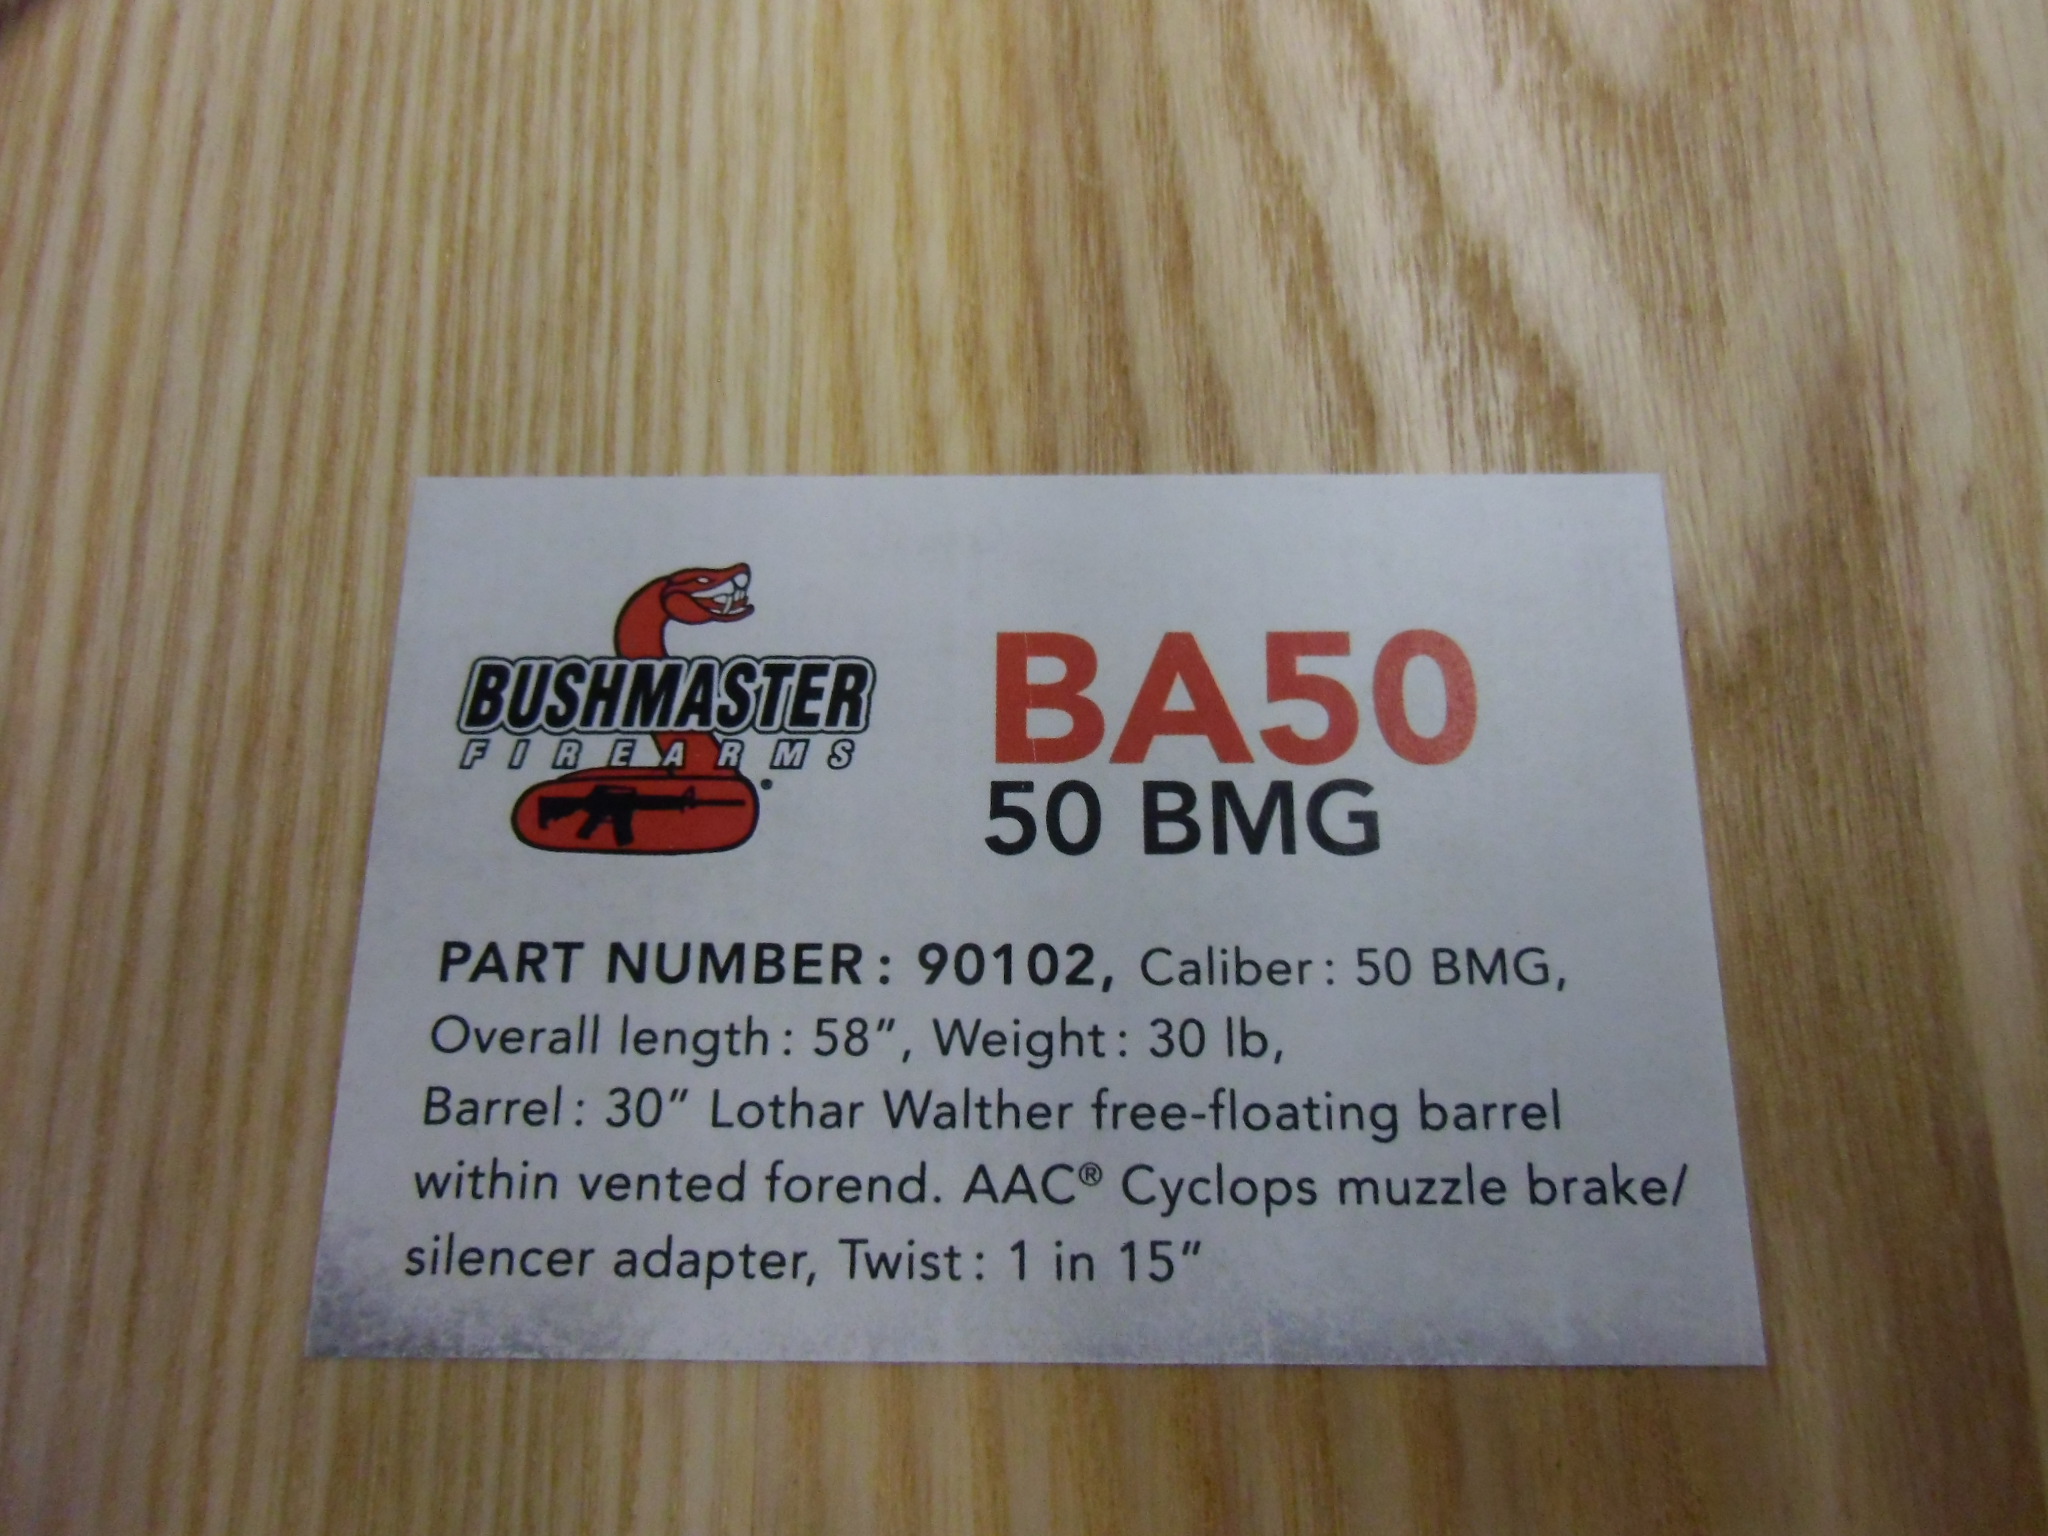 BUSHMASTER
FIREARMS
BA50
50 BMG
PART NUMBER: 90102, Caliber: 50 BMG,
Overall length: 58”, Weight: 30 lb,
Barrel: 30” Lothar Walther free-floating barrel
within vented forend. AAC® Cyclops muzzle brake/
silencer adapter, Twist: 1 in 15”